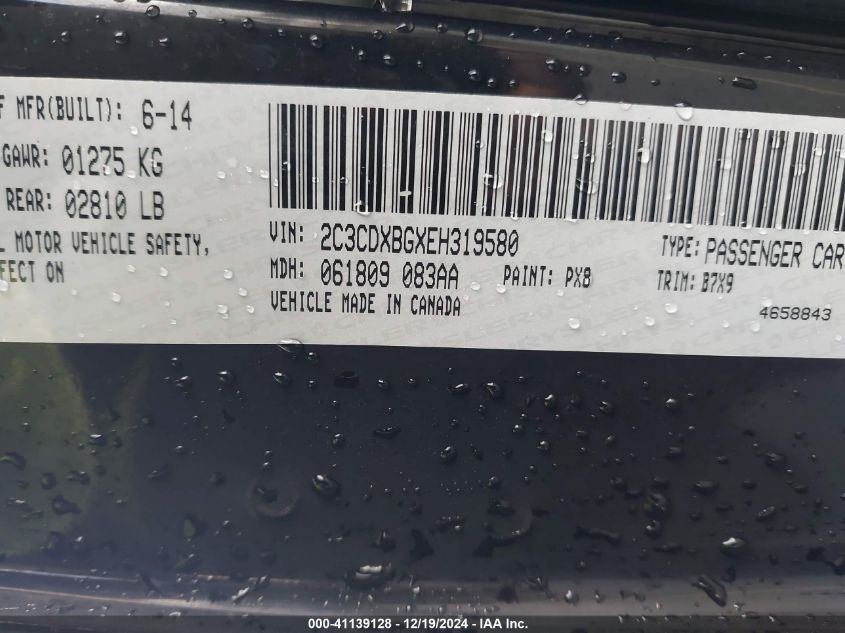 F MFR(BUILT): 6-14
GAWR: 01275 KG
REAR: 02810 LB
L MOTOR VEHICLE SAFETY,
FECT ON
VIN: 2C3CDXBGXEH319580
TYPE: PASSENGER CAR
MDH: 061809 083AA PAINT: PX8 TRIM: B7X9
VEHICLE MADE IN CANADA
4658843
000-41139128 - 12/19/2024 - IAA Inc.